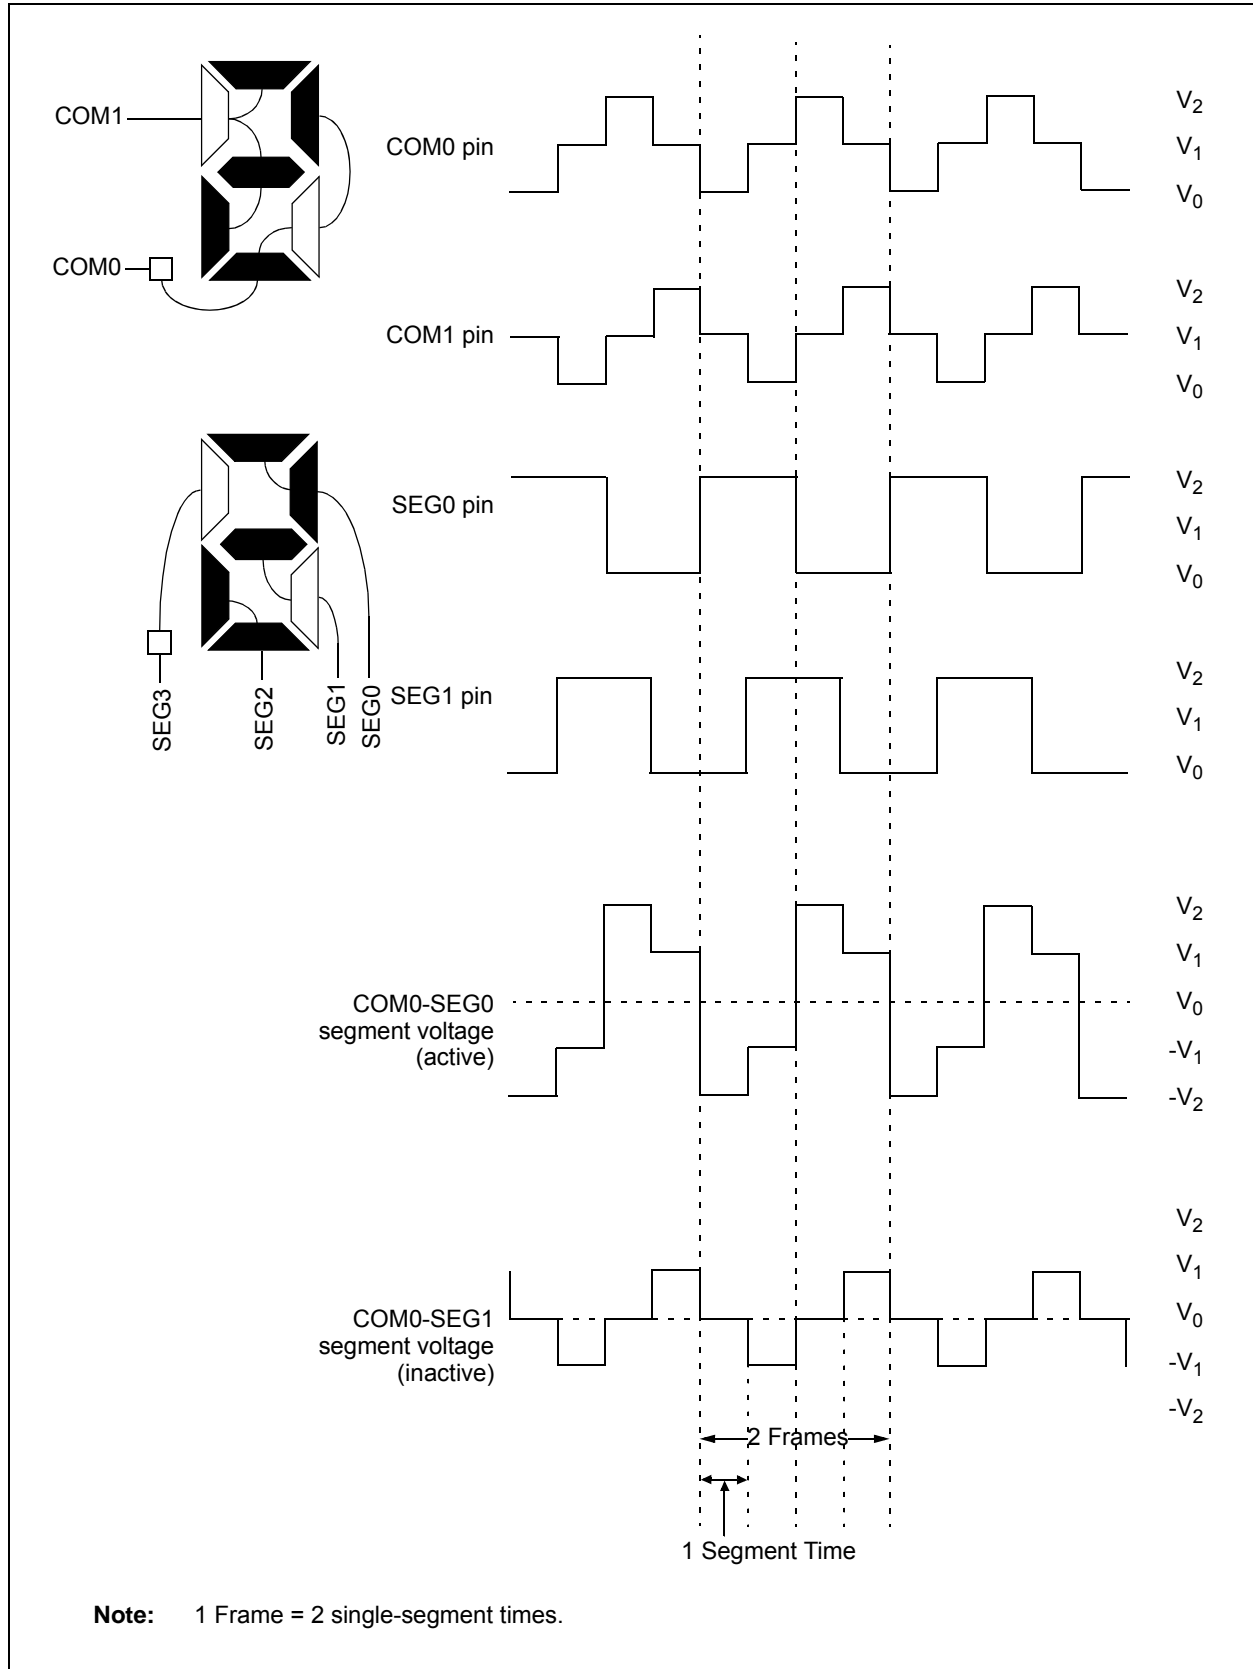 COM1
COM0
COM0 pin
V2
V1
V0
COM1 pin
V2
V1
V0
SEG3
SEG2
SEG1
SEG0
SEG0 pin
V2
V1
V0
SEG1 pin
V2
V1
V0
COM0-SEG0
segment voltage
(active)
V2
V1
V0
-V1
-V2
COM0-SEG1
segment voltage
(inactive)
V2
V1
V0
-V1
-V2
2 Frames
1 Segment Time
Note: 1 Frame = 2 single-segment times.